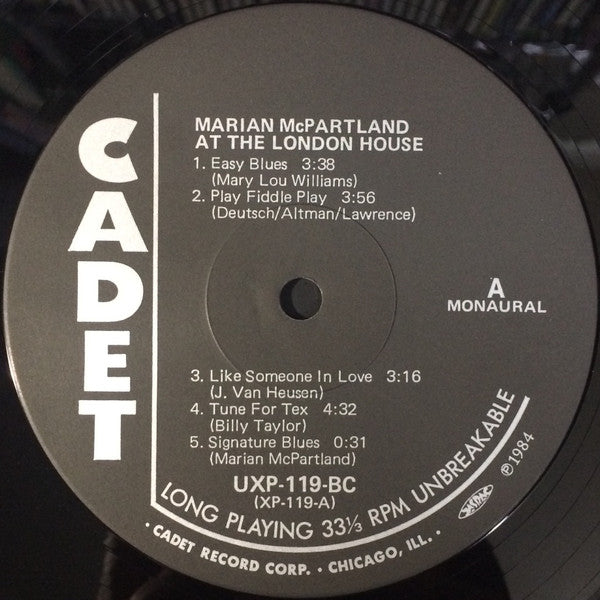 CADET
MARIAN McPARTLAND
AT THE LONDON HOUSE
1. Easy Blues 3:38
(Mary Lou Williams)
2. Play Fiddle Play 3:56
(Deutsch/Altman/Lawrence)
A
MONAURAL
3. Like Someone In Love 3:16
(J. Van Heusen)
4. Tune For Tex 4:32
(Billy Taylor)
5. Signature Blues 0:31
(Marian McPartland)
UXP-119-BC
(XP-119-A)
LONG PLAYING 33⅓ RPM UNBREAKABLE
℗1984
JASRAC
· CADET RECORD CORP. · CHICAGO, ILL. ·